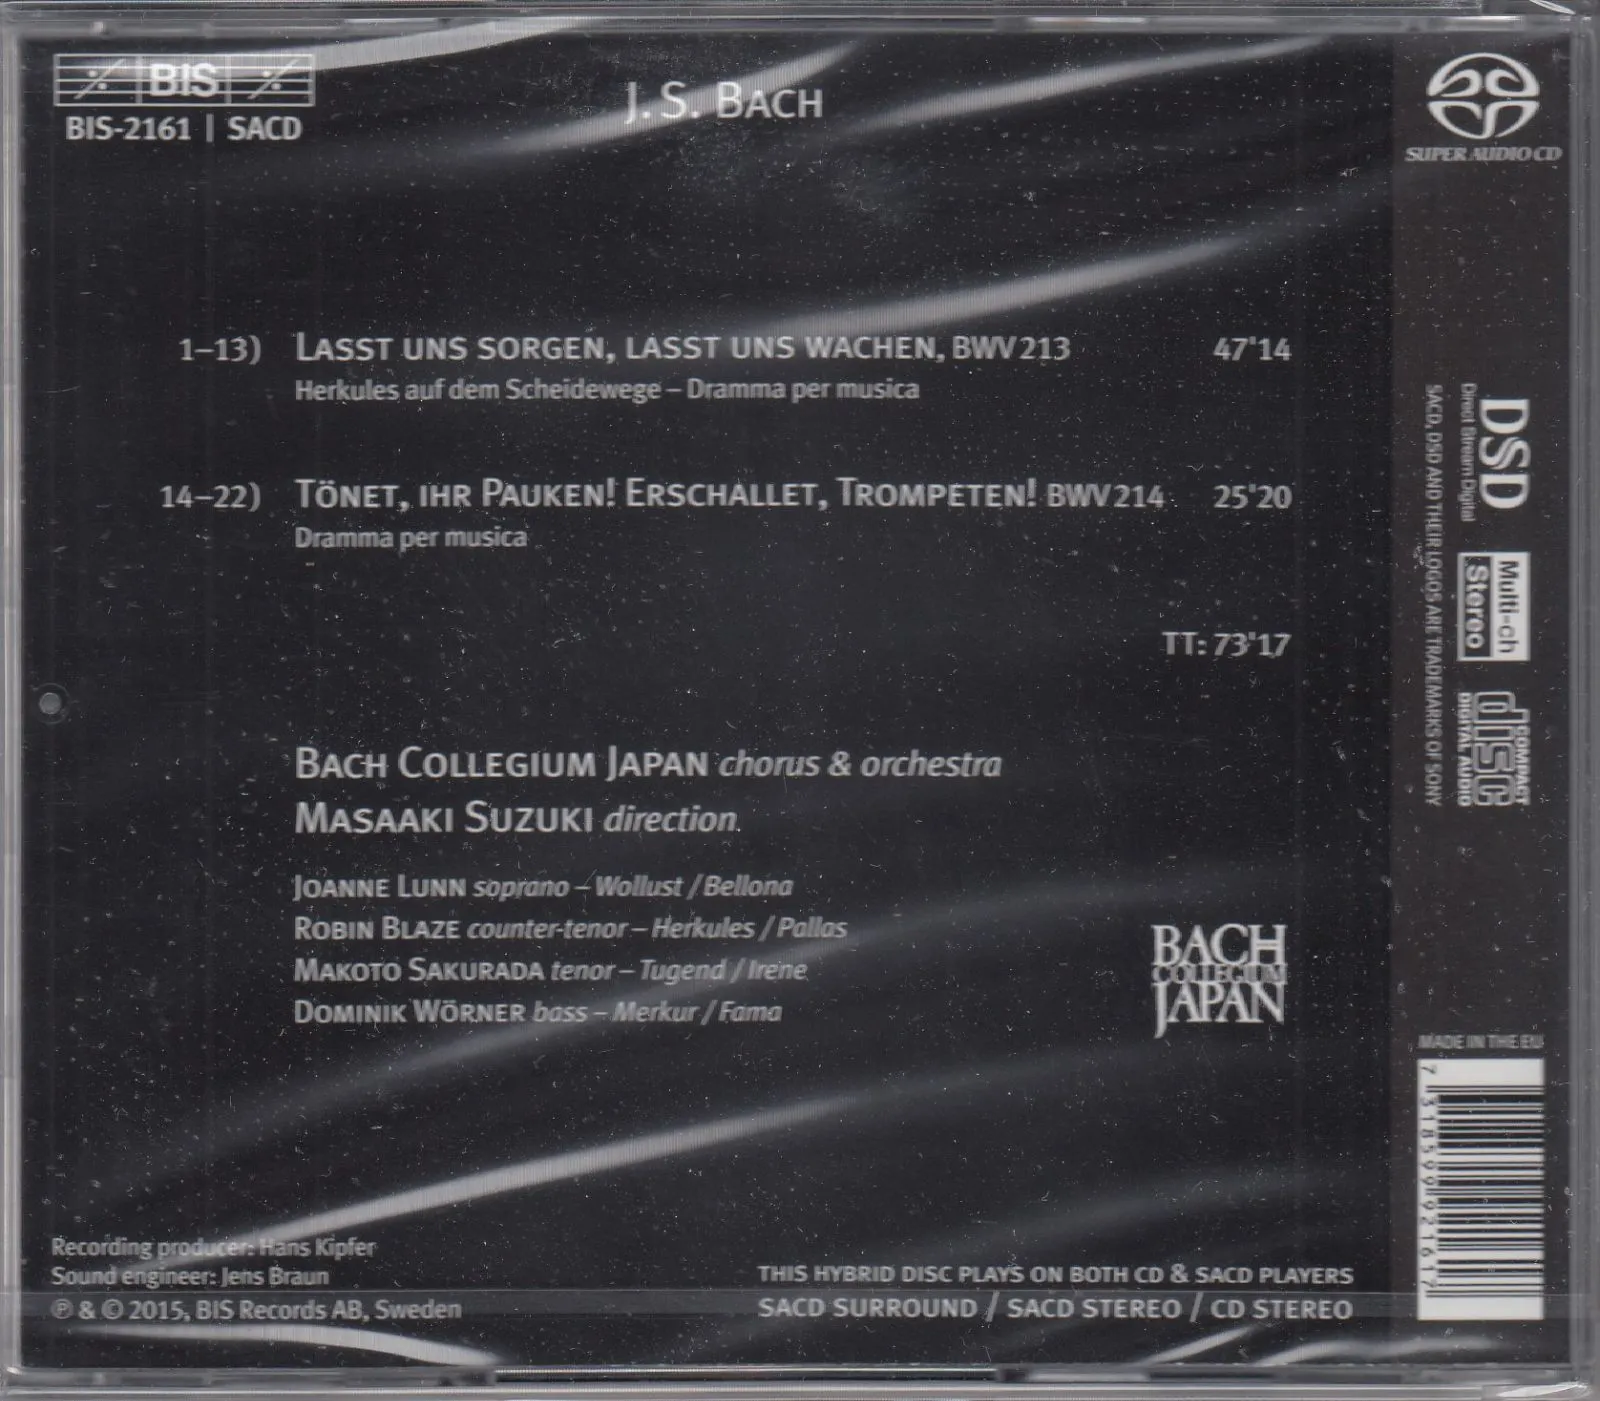 BIS
BIS-2161 | SACD
J. S. BACH
SUPER AUDIO CD
1–13) LASST UNS SORGEN, LASST UNS WACHEN, BWV 213 47'14
Herkules auf dem Scheidewege – Dramma per musica
14–22) TÖNET, IHR PAUKEN! ERSCHALLET, TROMPETEN! BWV 214 25'20
Dramma per musica
TT: 73'17
BACH COLLEGIUM JAPAN chorus & orchestra
MASAAKI SUZUKI direction
JOANNE LUNN soprano – Wollust / Bellona
ROBIN BLAZE counter-tenor – Herkules / Pallas
MAKOTO SAKURADA tenor – Tugend / Irene
DOMINIK WÖRNER bass – Merkur / Fama
BACH
COLLEGIUM
JAPAN
Recording producer: Hans Kipfer
Sound engineer: Jens Braun
℗ & © 2015, BIS Records AB, Sweden
THIS HYBRID DISC PLAYS ON BOTH CD & SACD PLAYERS
SACD SURROUND / SACD STEREO / CD STEREO
DSD
Direct Stream Digital
SACD, DSD AND THEIR LOGOS ARE TRADEMARKS OF SONY
Multi-ch
Stereo
COMPACT
disc
DIGITAL AUDIO
MADE IN THE EU
7 318599 921617